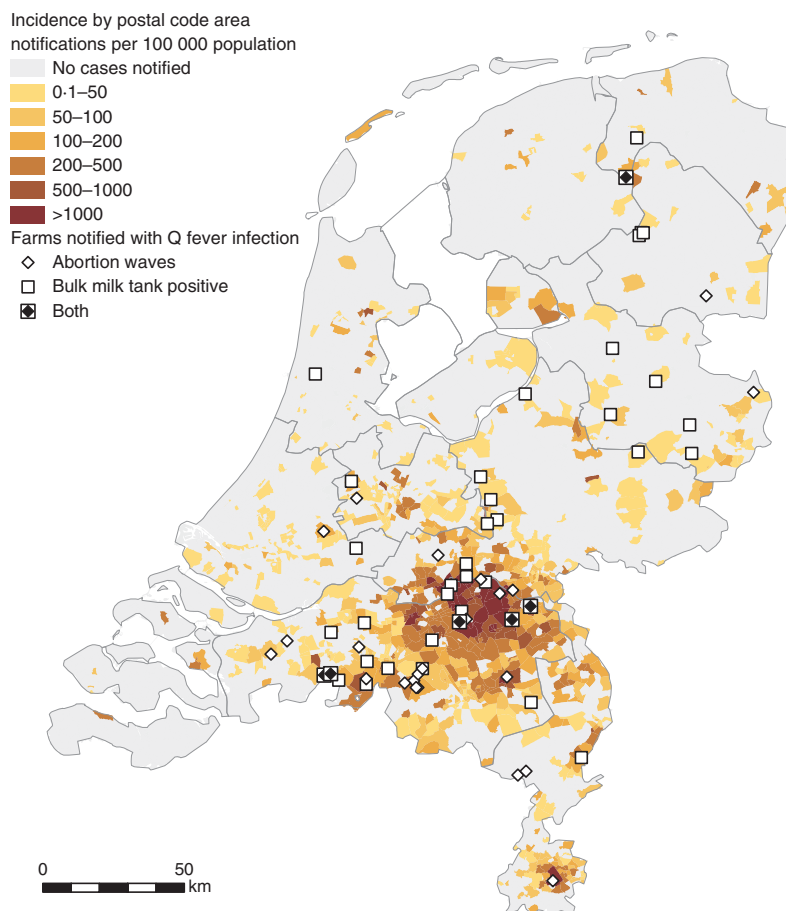 Incidence by postal code area
notifications per 100 000 population
No cases notified
0·1–50
50–100
100–200
200–500
500–1000
>1000
Farms notified with Q fever infection
Abortion waves
Bulk milk tank positive
Both
0 50
km